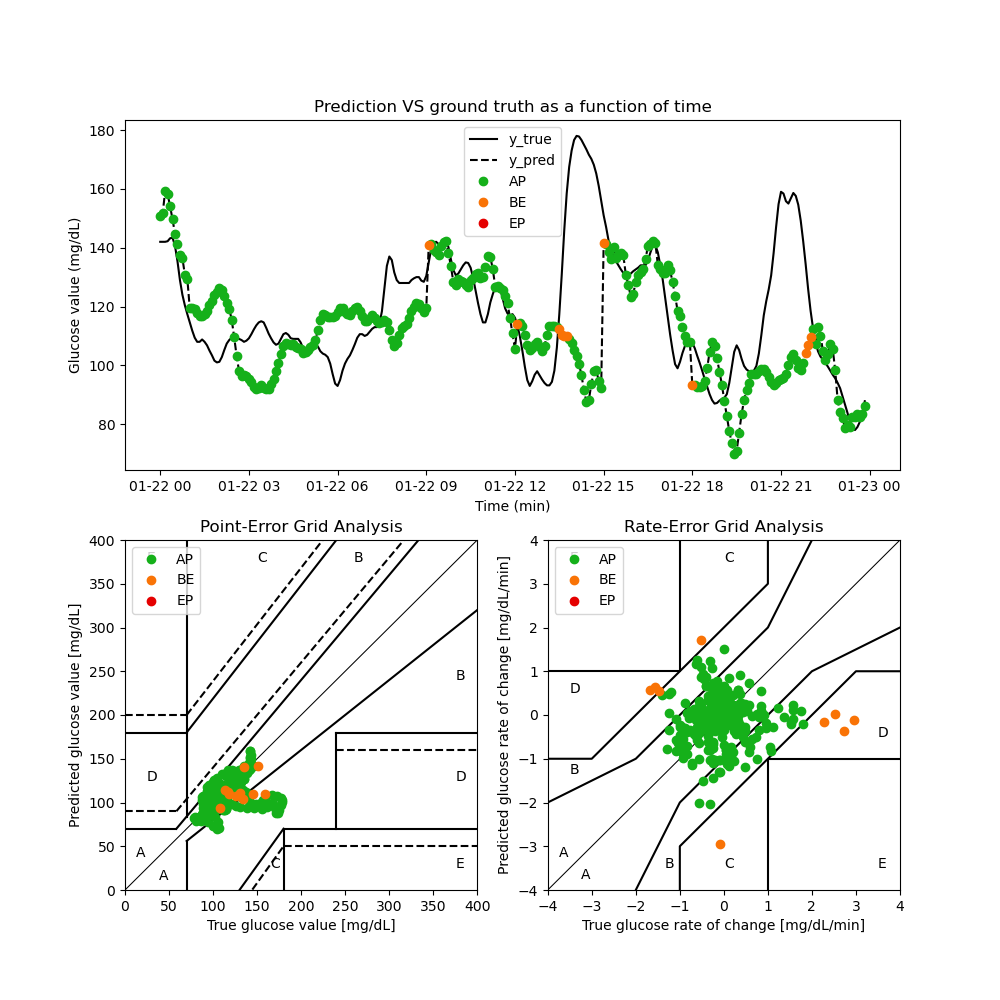 Prediction VS ground truth as a function of time
Glucose value (mg/dL)
180
160
140
120
100
80
y_true
y_pred
AP
BE
EP
01-22 00 01-22 03 01-22 06 01-22 09 01-22 12 01-22 15 01-22 18 01-22 21 01-23 00
Time (min)
Point-Error Grid Analysis
Predicted glucose value [mg/dL]
400
350
300
250
200
150
100
50
0
AP
BE
EP
C
B
B
D
D
A
A
C
E
0 50 100 150 200 250 300 350 400
True glucose value [mg/dL]
Rate-Error Grid Analysis
Predicted glucose rate of change [mg/dL/min]
4
3
2
1
0
−1
−2
−3
−4
AP
BE
EP
C
D
D
B
A
A
B
C
E
−4 −3 −2 −1 0 1 2 3 4
True glucose rate of change [mg/dL/min]